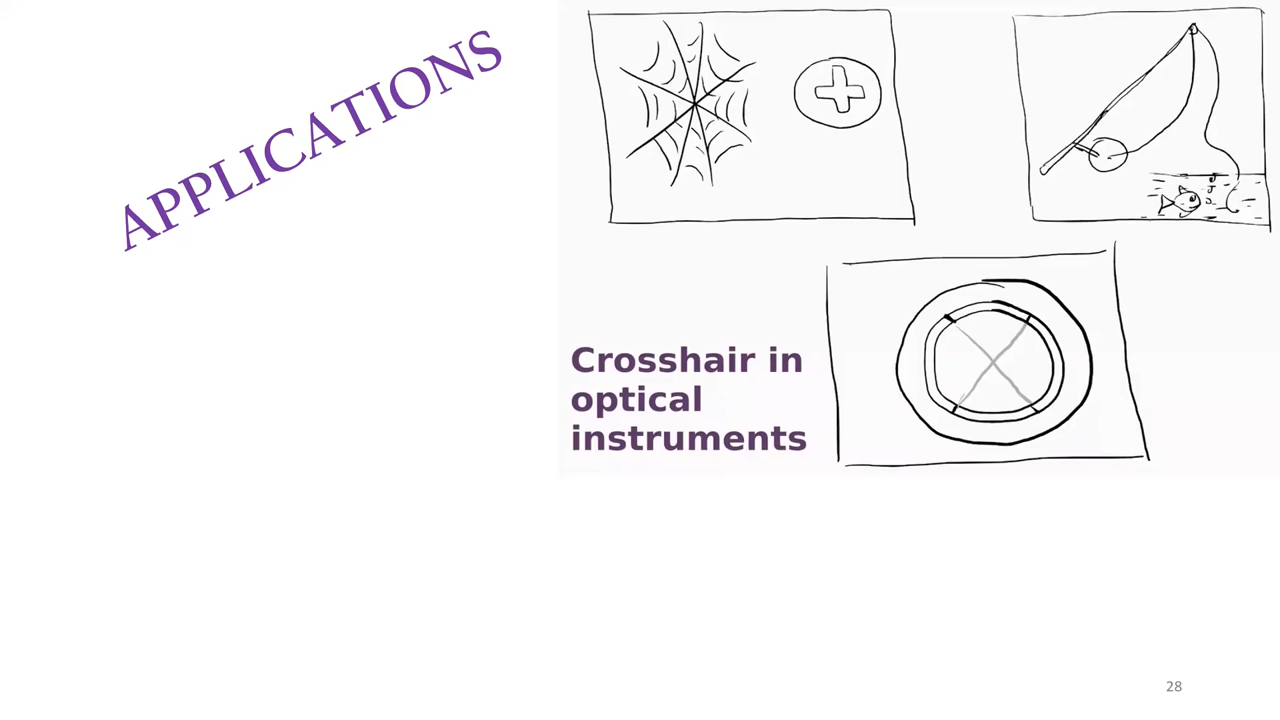 APPLICATIONS
Crosshair in
optical
instruments
28